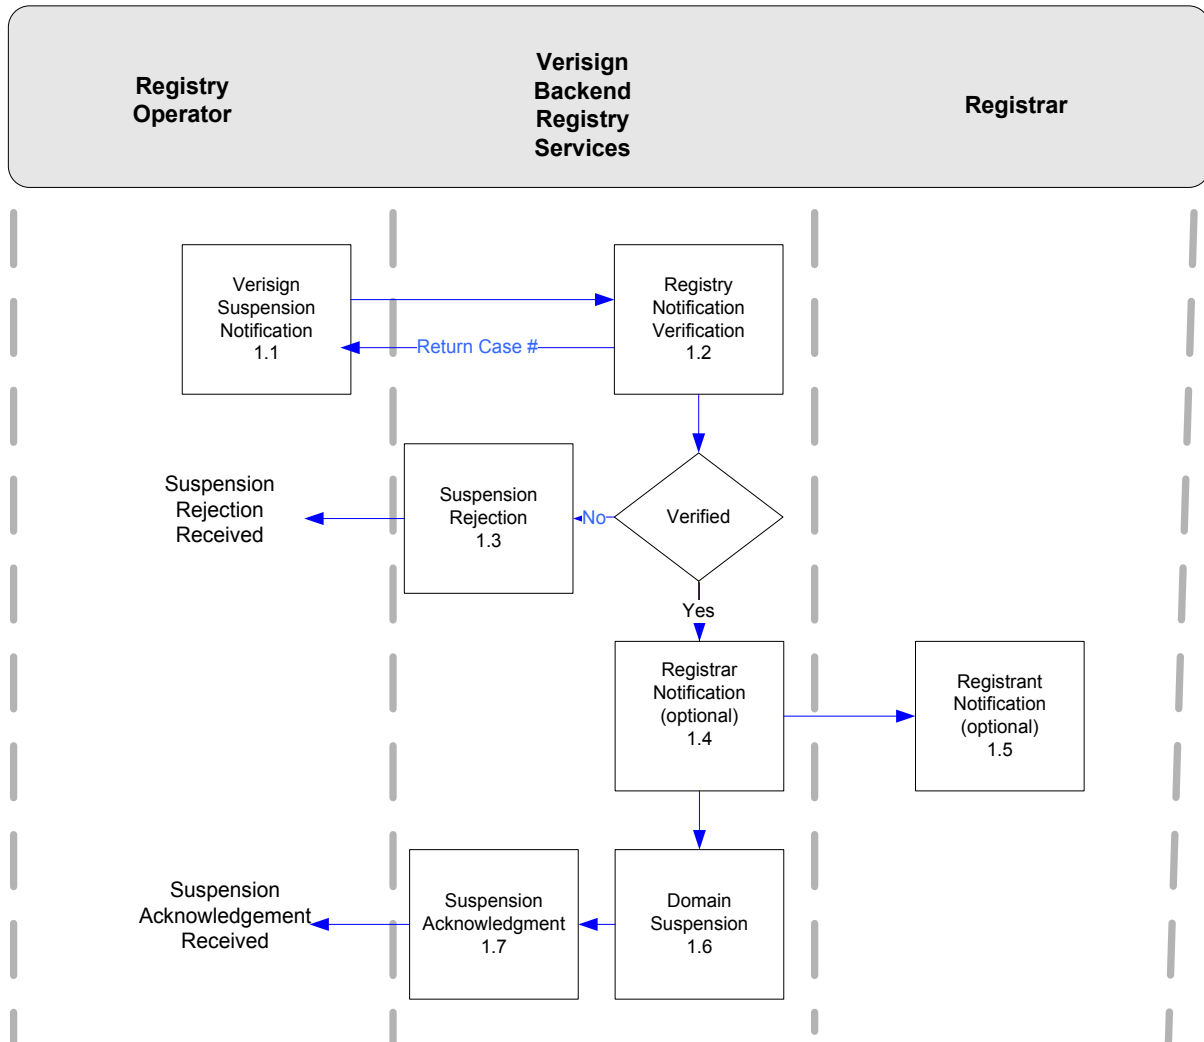 Registry
Operator
Verisign
Backend
Registry
Services
Registrar
Verisign
Suspension
Notification
1.1
Return Case #
Registry
Notification
Verification
1.2
Suspension
Rejection
Received
Suspension
Rejection
1.3
No
Verified
Yes
Registrar
Notification
(optional)
1.4
Registrant
Notification
(optional)
1.5
Suspension
Acknowledgement
Received
Suspension
Acknowledgment
1.7
Domain
Suspension
1.6